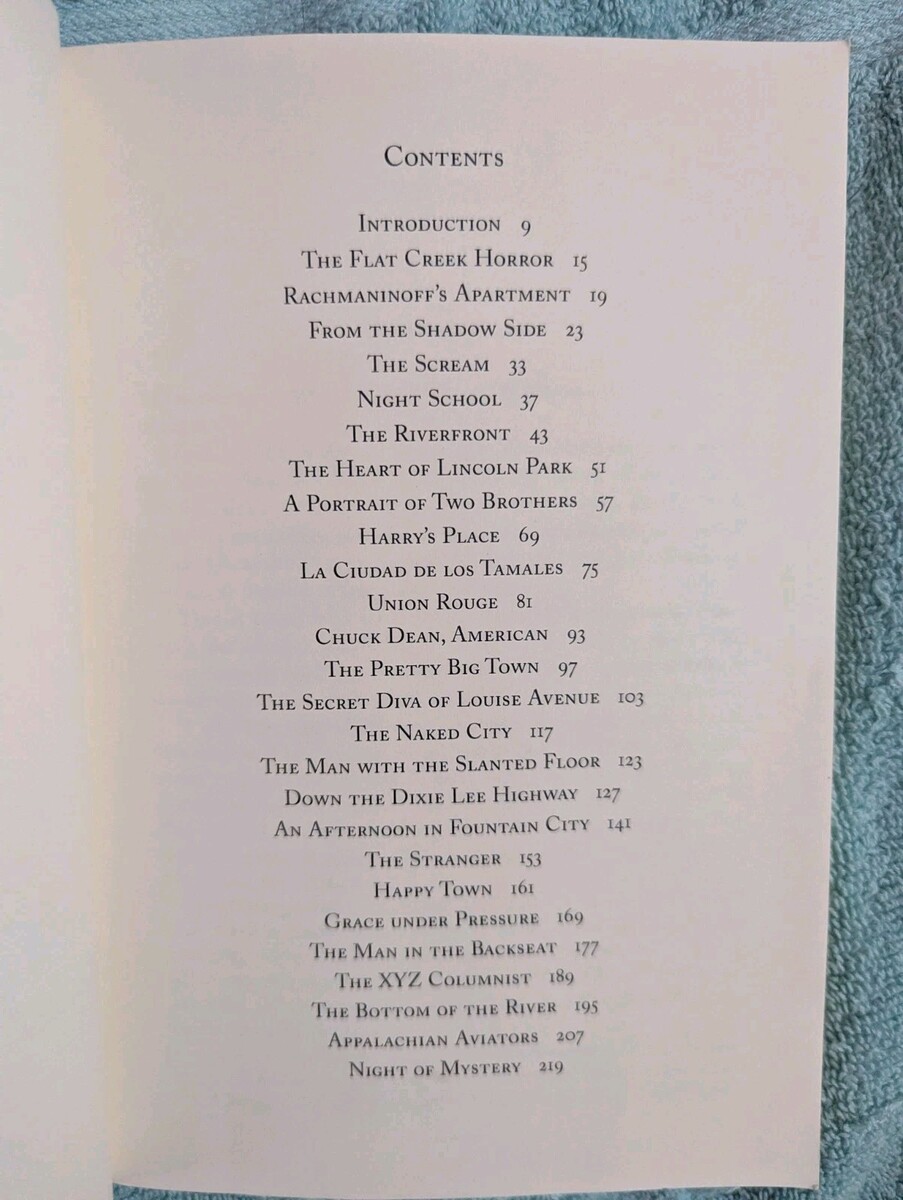 Contents
Introduction 9
The Flat Creek Horror 15
Rachmaninoff's Apartment 19
From the Shadow Side 23
The Scream 33
Night School 37
The Riverfront 43
The Heart of Lincoln Park 51
A Portrait of Two Brothers 57
Harry's Place 69
La Ciudad de los Tamales 75
Union Rouge 81
Chuck Dean, American 93
The Pretty Big Town 97
The Secret Diva of Louise Avenue 103
The Naked City 117
The Man with the Slanted Floor 123
Down the Dixie Lee Highway 127
An Afternoon in Fountain City 141
The Stranger 153
Happy Town 161
Grace under Pressure 169
The Man in the Backseat 177
The XYZ Columnist 189
The Bottom of the River 195
Appalachian Aviators 207
Night of Mystery 219